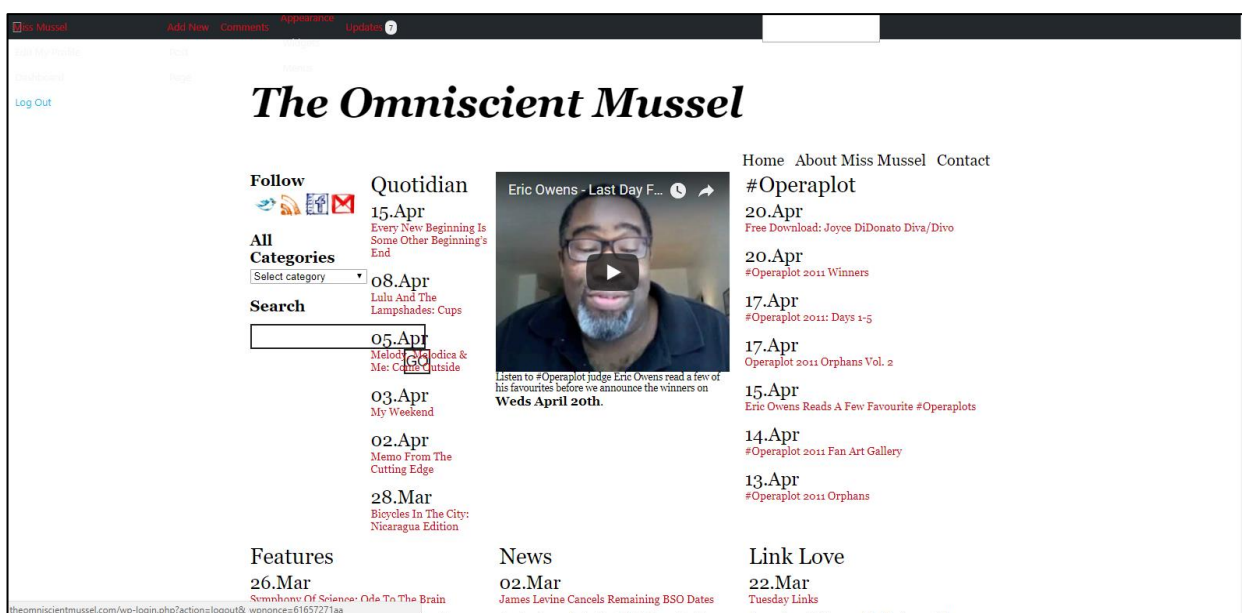 Miss Mussel Add New Comments Appearance Updates 7
Log Out
The Omniscient Mussel
Home About Miss Mussel Contact
Follow
All
Categories
Select category
Search
GO
Quotidian
15.Apr
Every New Beginning Is
Some Other Beginning's
End
08.Apr
Lulu And The
Lampshades: Cups
05.Apr
Melody, Melodica &
Me: Come Outside
03.Apr
My Weekend
02.Apr
Memo From The
Cutting Edge
28.Mar
Bicycles In The City:
Nicaragua Edition
Eric Owens - Last Day F...
Listen to #Operaplot judge Eric Owens read a few of
his favourites before we announce the winners on
Weds April 20th.
#Operaplot
20.Apr
Free Download: Joyce DiDonato Diva/Divo
20.Apr
#Operaplot 2011 Winners
17.Apr
#Operaplot 2011: Days 1-5
17.Apr
Operaplot 2011 Orphans Vol. 2
15.Apr
Eric Owens Reads A Few Favourite #Operaplots
14.Apr
#Operaplot 2011 Fan Art Gallery
13.Apr
#Operaplot 2011 Orphans
Features
26.Mar
Symphony Of Science: Ode To The Brain
News
02.Mar
James Levine Cancels Remaining BSO Dates
Link Love
22.Mar
Tuesday Links
theomniscientmussel.com/wp-login.php?action=logout&_wpnonce=61657271aa